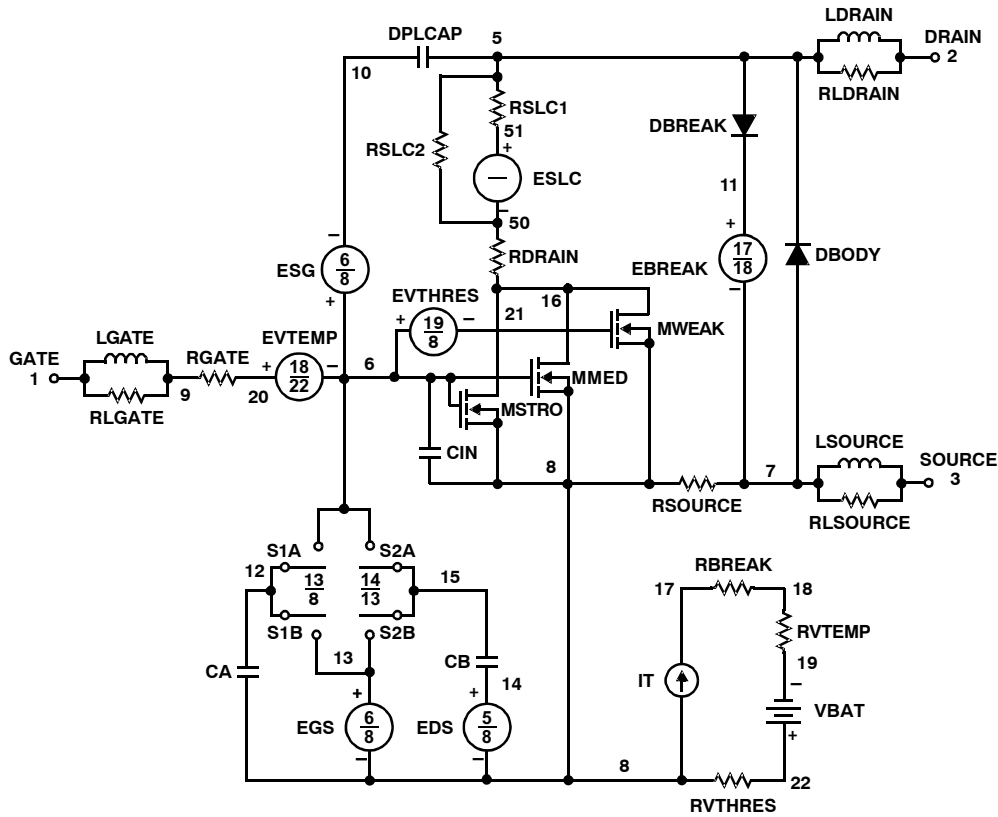 LDRAIN
DPLCAP
5
DRAIN
2
10
RLDRAIN
RSLC1
DBREAK
51
+
RSLC2
ESLC
−
11
−
50
+
−
RDRAIN
17
18
EBREAK
DBODY
ESG
6
8
+
−
EVTHRES
16
21
+
19
8
−
MWEAK
LGATE
EVTEMP
GATE
1
RGATE
+
18
22
−
6
MMED
9
20
RLGATE
MSTRO
CIN
LSOURCE
8
7
SOURCE
3
RSOURCE
RLSOURCE
S1A
S2A
12
13
8
14
13
15
RBREAK
17
18
S1B
S2B
RVTEMP
13
CB
19
CA
14
IT
−
+
+
VBAT
EGS
6
8
EDS
5
8
+
−
−
8
22
RVTHRES